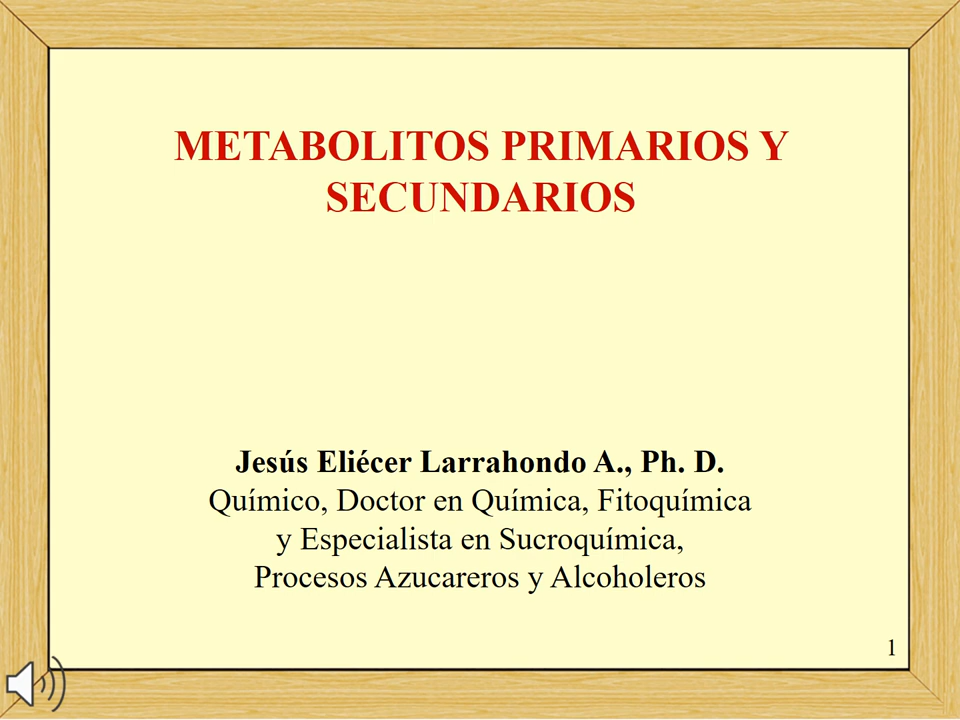 METABOLITOS PRIMARIOS Y
SECUNDARIOS
Jesús Eliécer Larrahondo A., Ph. D.
Químico, Doctor en Química, Fitoquímica
y Especialista en Sucroquímica,
Procesos Azucareros y Alcoholeros
1